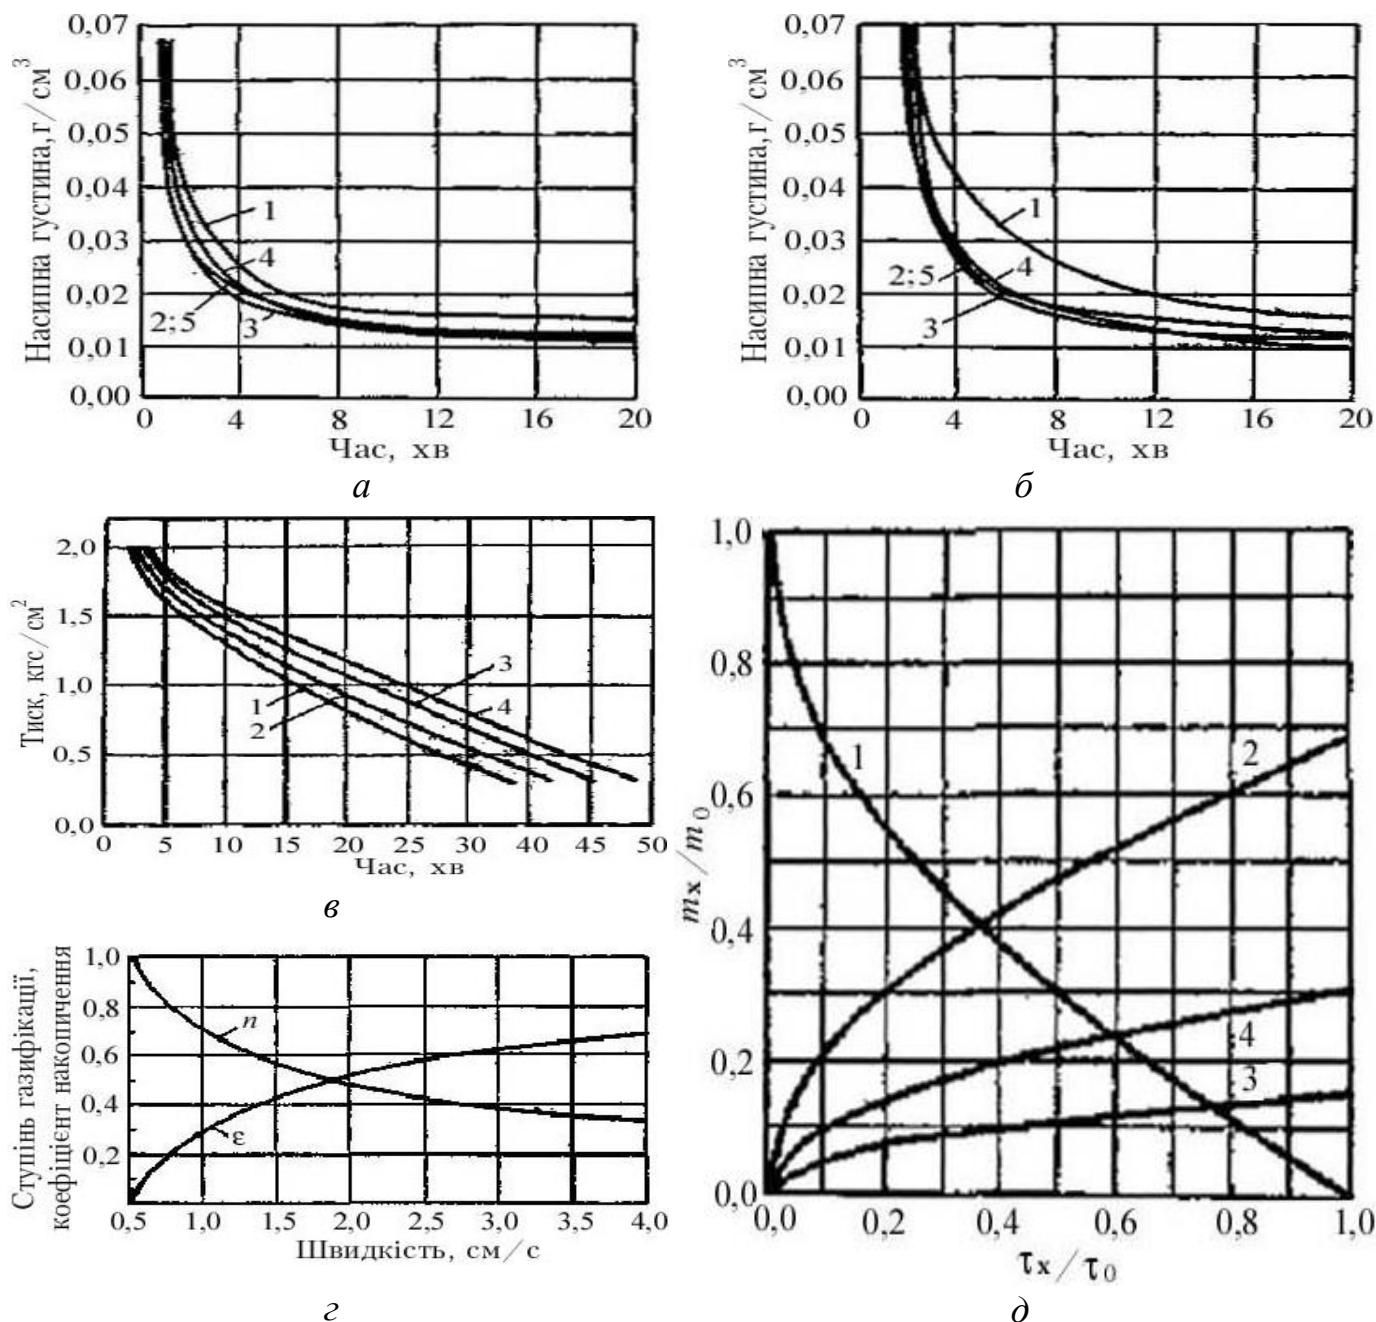 Насипна густина, г/см³
0,07
0,06
0,05
0,04
0,03
0,02
0,01
0,00
1
4
2;5
3
0 4 8 12 16 20
Час, хв
а
Насипна густина, г/см³
0,07
0,06
0,05
0,04
0,03
0,02
0,01
0,00
1
2;5
4
3
0 4 8 12 16 20
Час, хв
б
Тиск, кгс/см²
2,0
1,5
1,0
0,5
0,0
1
2
3
4
0 5 10 15 20 25 30 45 50
Час, хв
в
Ступінь газифікації,
коефіцієнт накопичення
1,0
0,8
0,6
0,4
0,2
n
ε
0,5 1,0 1,5 2,0 2,5 3,0 3,5 4,0
Швидкість, см/с
г
mₓ/m₀
1,0
0,8
0,6
0,4
0,2
0,0
1
2
4
3
0,0 0,2 0,4 0,6 0,8 1,0
τₓ/τ₀
д